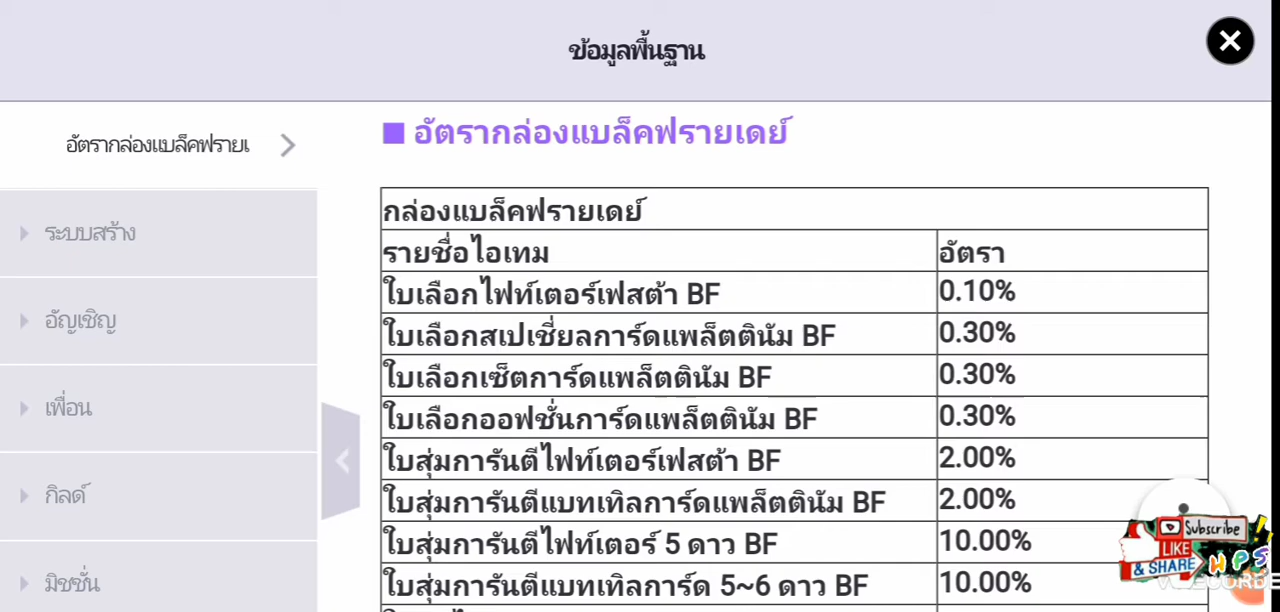 ข้อมูลพื้นฐาน
อัตรากล่องแบล็คฟรายเ
ระบบสร้าง
อัญเชิญ
เพื่อน
กิลด์
มิชชั่น
อัตรากล่องแบล็คฟรายเดย์
กล่องแบล็คฟรายเดย์
รายชื่อไอเทม อัตรา
ใบเลือกไฟท์เตอร์เฟสต้า BF 0.10%
ใบเลือกสเปเชี่ยลการ์ดแพล็ตตินัม BF 0.30%
ใบเลือกเซ็ตการ์ดแพล็ตตินัม BF 0.30%
ใบเลือกออฟชั่นการ์ดแพล็ตตินัม BF 0.30%
ใบสุ่มการันตีไฟท์เตอร์เฟสต้า BF 2.00%
ใบสุ่มการันตีแบทเทิลการ์ดแพล็ตตินัม BF 2.00%
ใบสุ่มการันตีไฟท์เตอร์ 5 ดาว BF 10.00%
ใบสุ่มการันตีแบทเทิลการ์ด 5~6 ดาว BF 10.00%
Subscribe
LIKE
& SHARE
HPS